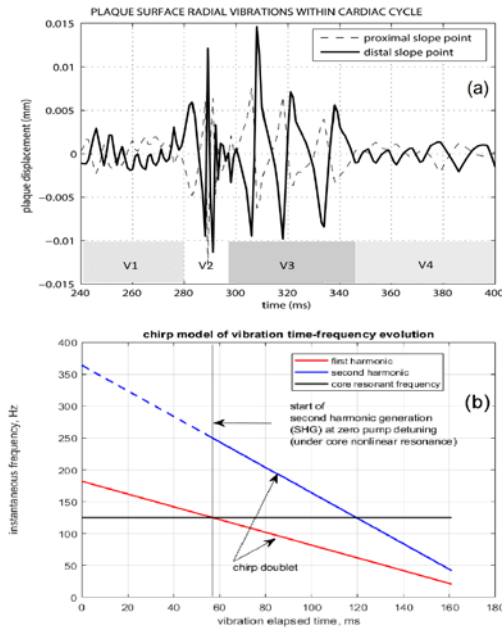 PLAQUE SURFACE RADIAL VIBRATIONS WITHIN CARDIAC CYCLE
0.015
0.01
0.005
0
-0.005
-0.01
-0.015
plaque displacement (mm)
proximal slope point
distal slope point
(a)
V1 V2 V3 V4
240 260 280 300 320 340 360 380 400
time (ms)
chirp model of vibration time-frequency evolution
400
350
300
250
200
150
100
50
0
instantaneous frequency, Hz
first harmonic
second harmonic
core resonant frequency
(b)
start of
second harmonic generation
(SHG) at zero pump detuning
(under core nonlinear resonance)
chirp doublet
0 20 40 60 80 100 120 140 160 180
vibration elapsed time, ms